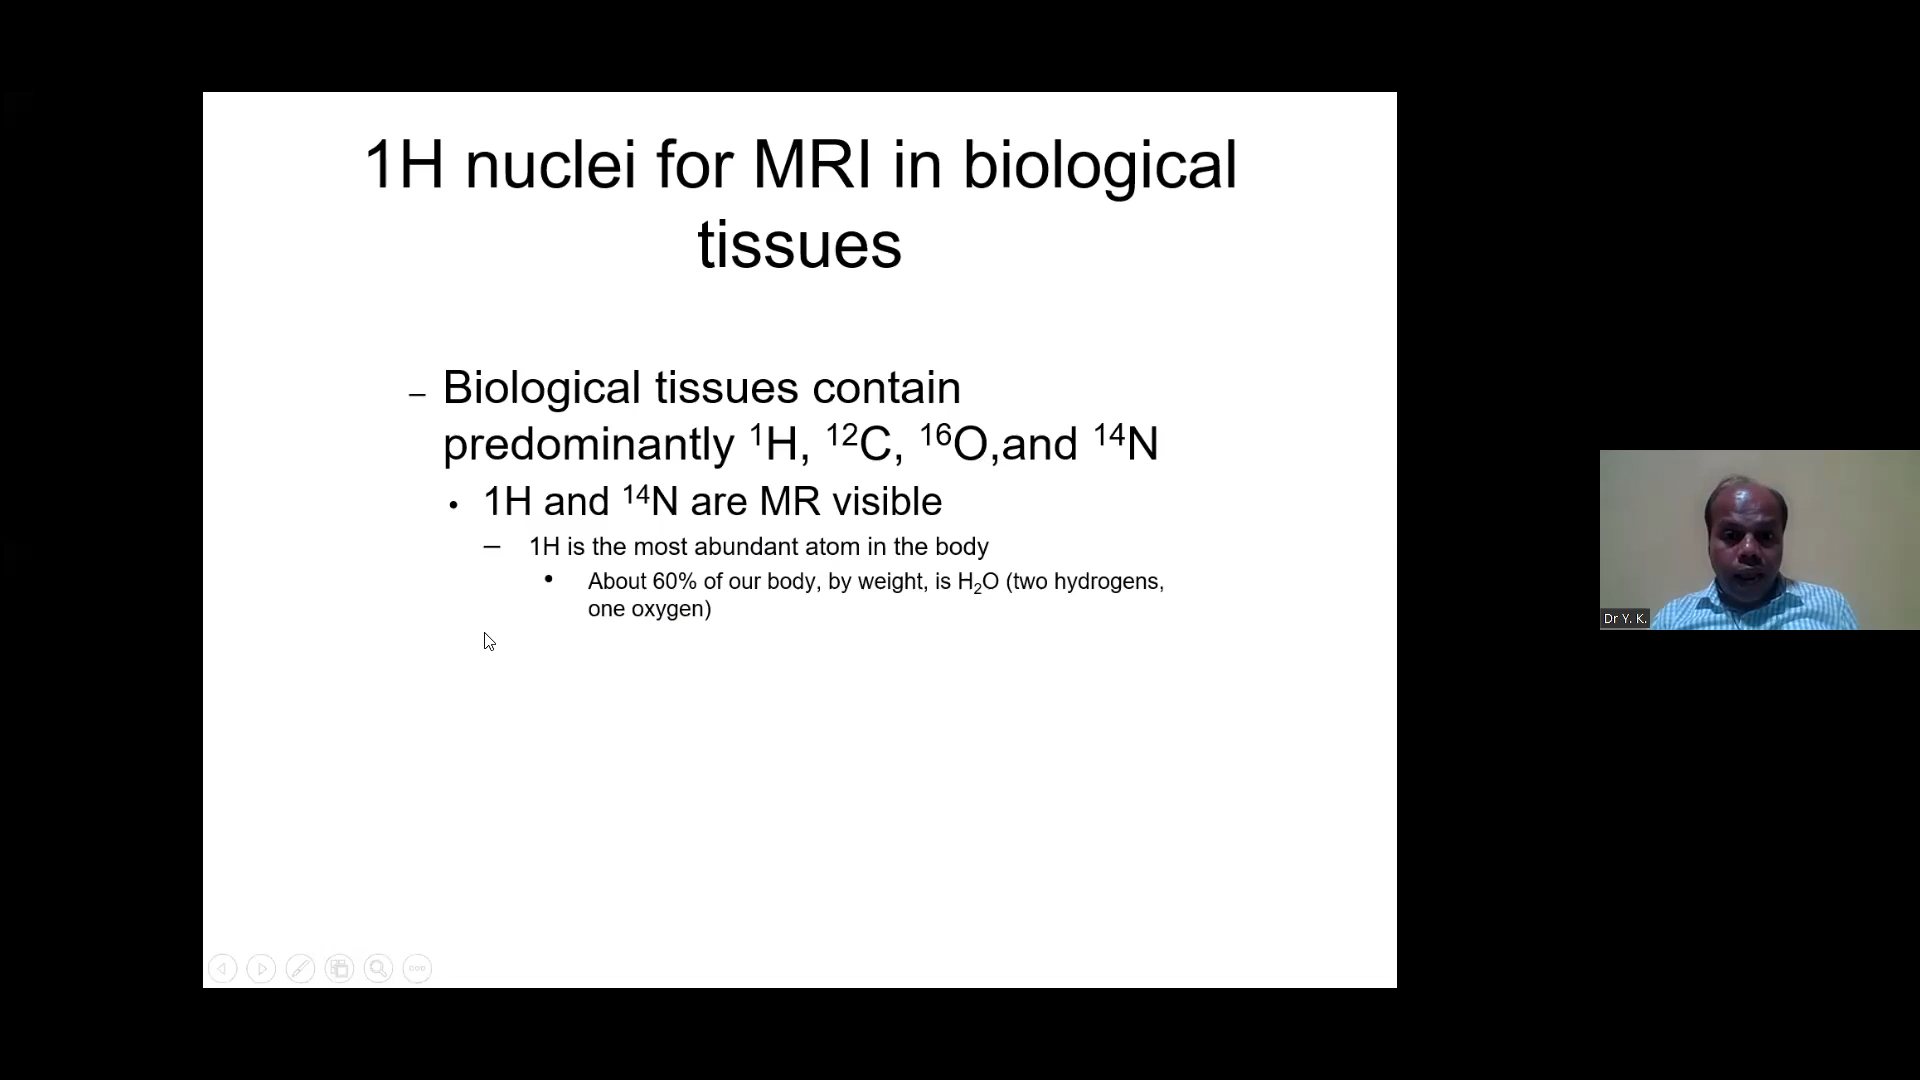 1H nuclei for MRI in biological
tissues
– Biological tissues contain
predominantly ¹H, ¹²C, ¹⁶O,and ¹⁴N
• 1H and ¹⁴N are MR visible
– 1H is the most abundant atom in the body
• About 60% of our body, by weight, is H₂O (two hydrogens,
one oxygen)
Dr Y. K.